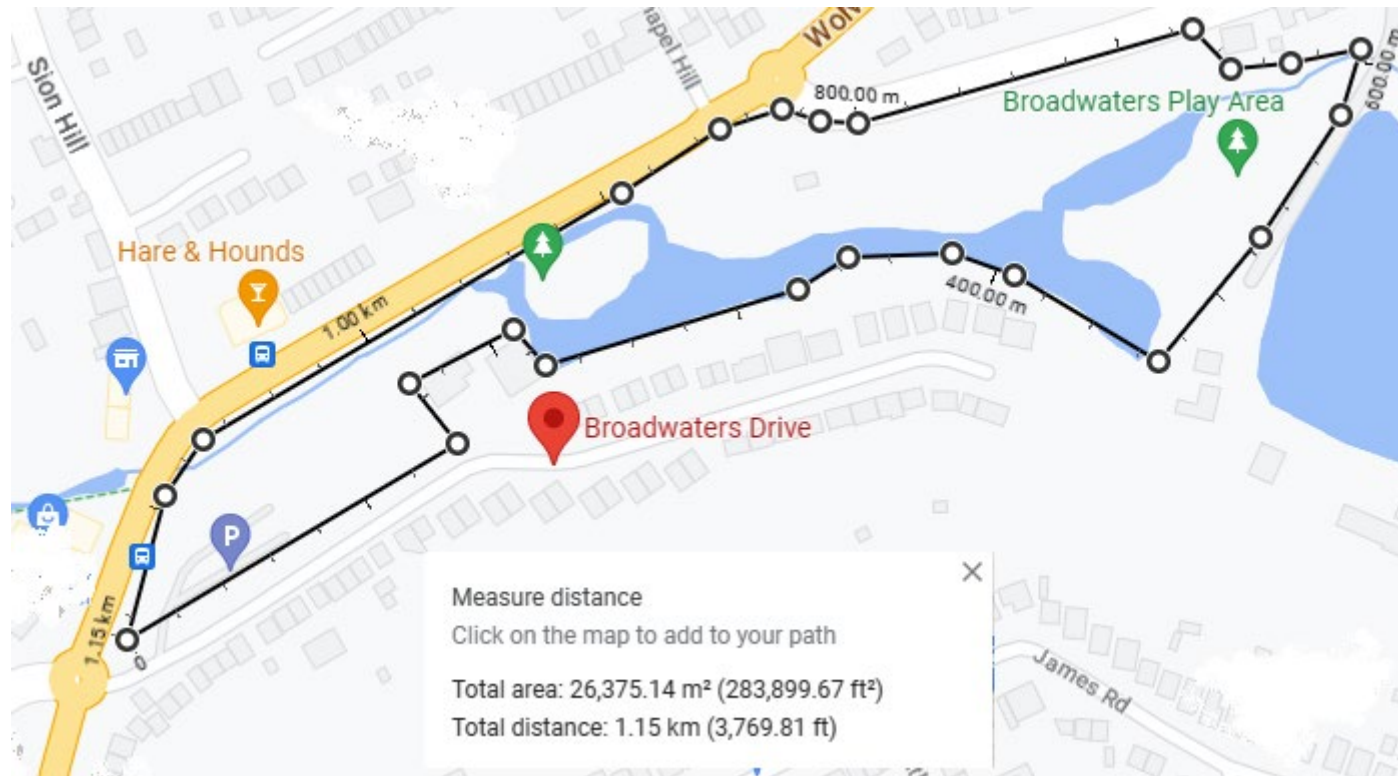 Wol
Sion Hill
hapel Hill
800.00 m
600.00 m
Broadwaters Play Area
Hare & Hounds
1.00 km
400.00 m
Broadwaters Drive
P
1.15 km
0
Measure distance
Click on the map to add to your path
Total area: 26,375.14 m² (283,899.67 ft²)
Total distance: 1.15 km (3,769.81 ft)
James Rd